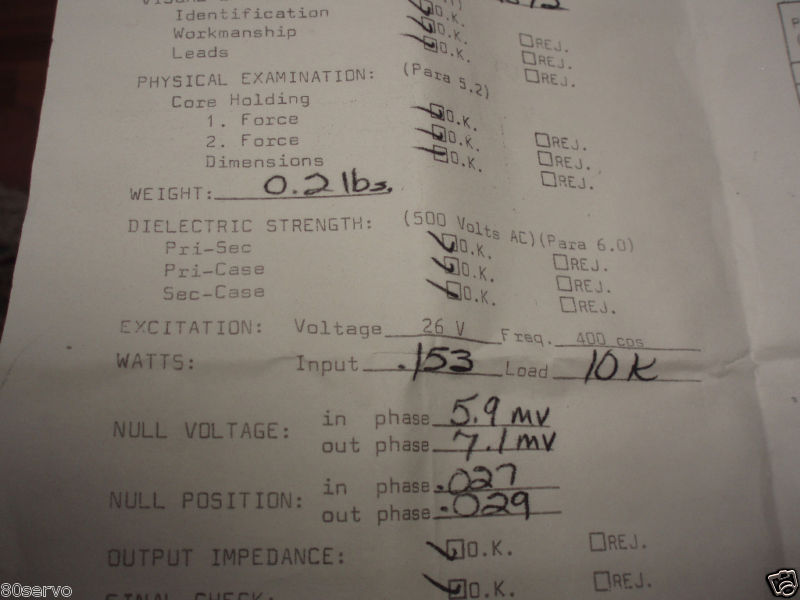 Identification O.K.
Workmanship O.K. REJ.
Leads O.K. REJ.
REJ.
PHYSICAL EXAMINATION: (Para 5.2)
Core Holding
1. Force O.K. REJ.
2. Force O.K. REJ.
Dimensions O.K. REJ.
WEIGHT: 0.2 lbs.
DIELECTRIC STRENGTH: (500 Volts AC)(Para 6.0)
Pri-Sec O.K. REJ.
Pri-Case O.K. REJ.
Sec-Case O.K. REJ.
EXCITATION: Voltage 26 V Freq. 400 cps
WATTS: Input .153 Load 10K
NULL VOLTAGE: in phase 5.9 mv
out phase 7.1 mv
NULL POSITION: in phase .027
out phase .029
OUTPUT IMPEDANCE: O.K. REJ.
FINAL CHECK: O.K. REJ.
80servo